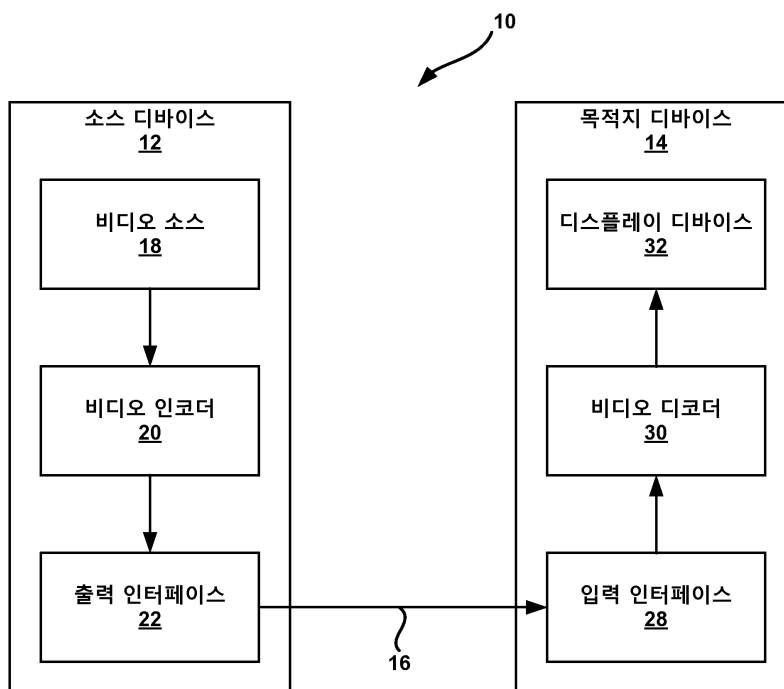 10
소스 디바이스
12
비디오 소스
18
비디오 인코더
20
출력 인터페이스
22
16
목적지 디바이스
14
디스플레이 디바이스
32
비디오 디코더
30
입력 인터페이스
28